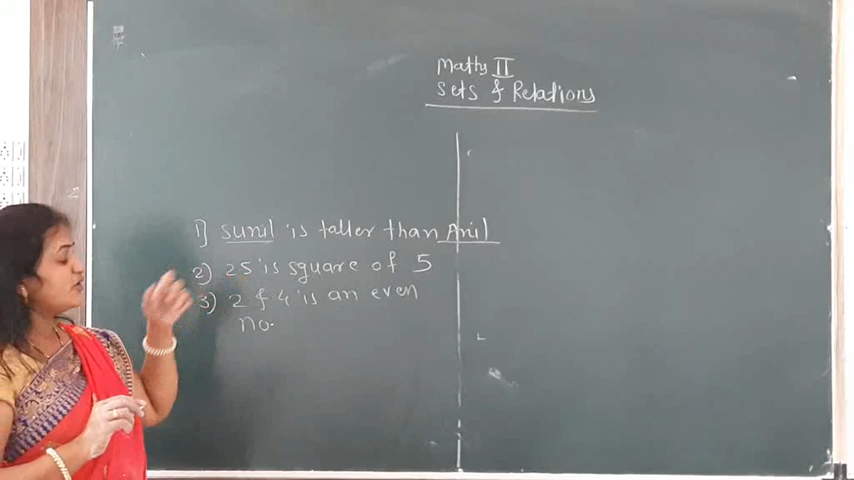 Maths II
Sets & Relations
1) Sunil is taller than Anil
2) 25 is square of 5
3) 2 & 4 is an even
no.